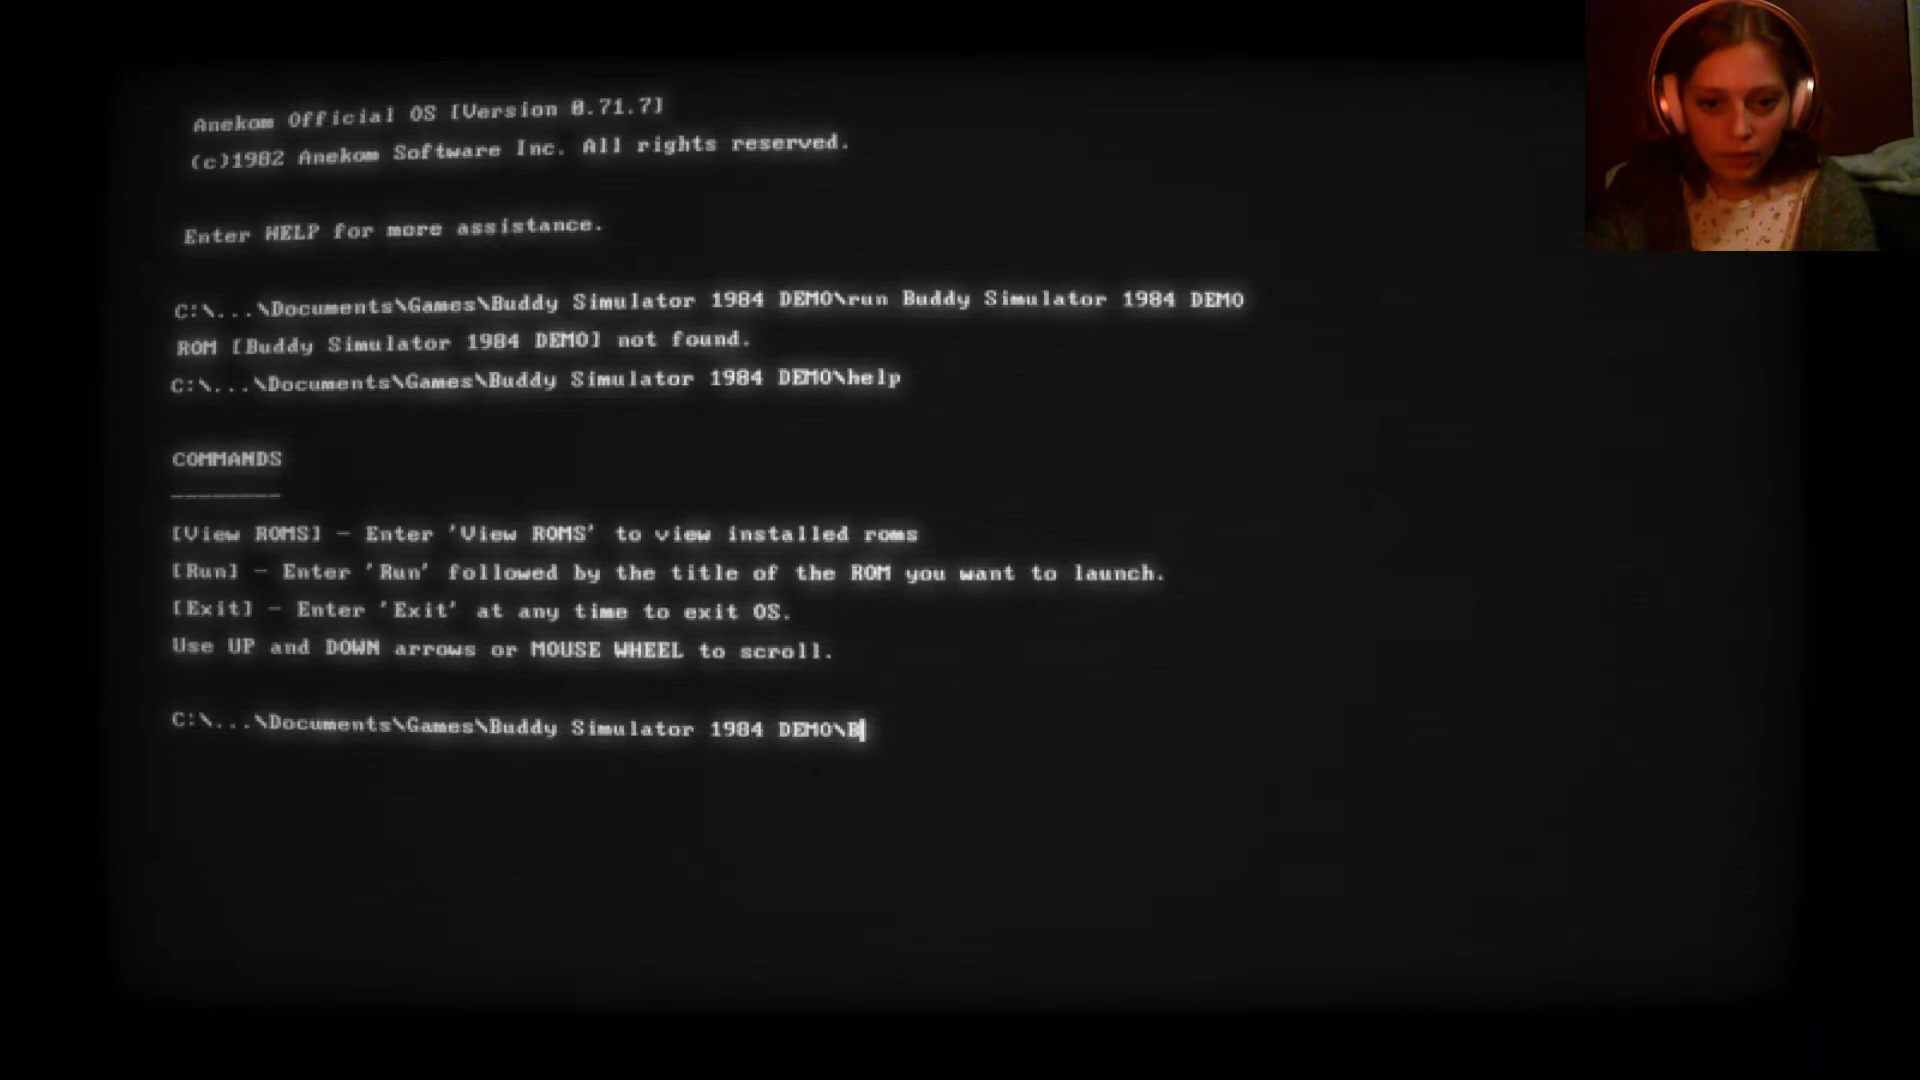 Anekom Official OS [Version 0.71.7]
(c)1982 Anekom Software Inc. All rights reserved.
Enter HELP for more assistance.
C:\...\Documents\Games\Buddy Simulator 1984 DEMO\run Buddy Simulator 1984 DEMO
ROM [Buddy Simulator 1984 DEMO] not found.
C:\...\Documents\Games\Buddy Simulator 1984 DEMO\help
COMMANDS
--------
[View ROMS] - Enter 'View ROMS' to view installed roms
[Run] - Enter 'Run' followed by the title of the ROM you want to launch.
[Exit] - Enter 'Exit' at any time to exit OS.
Use UP and DOWN arrows or MOUSE WHEEL to scroll.
C:\...\Documents\Games\Buddy Simulator 1984 DEMO\B